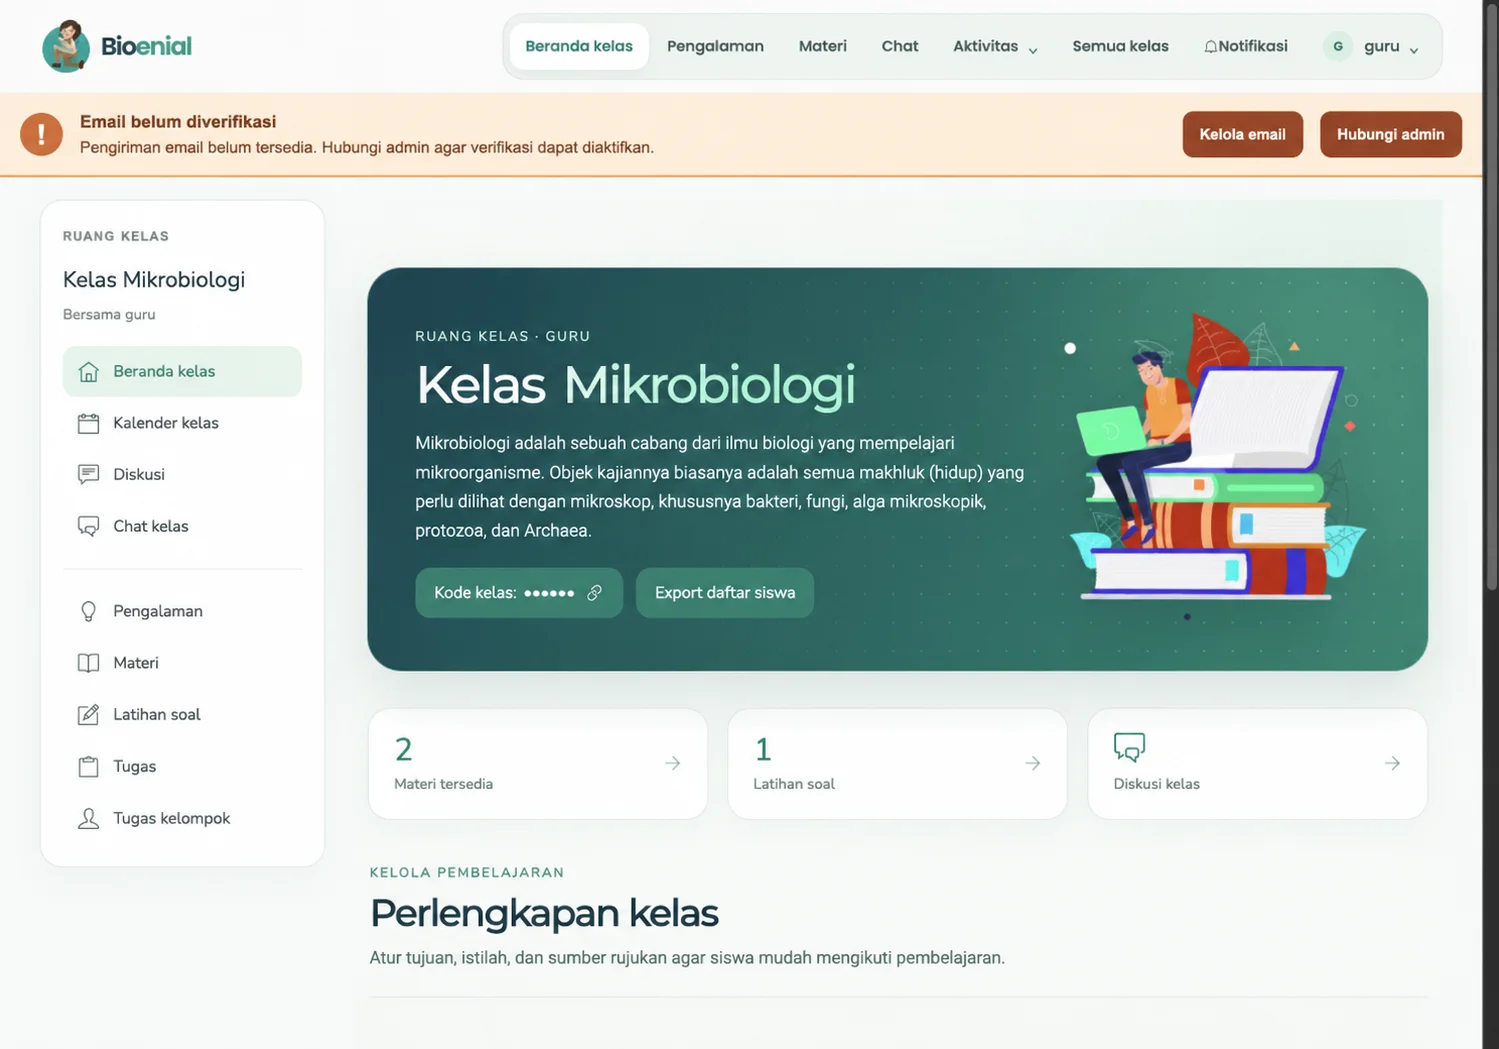 Bioenial
Beranda kelas
Pengalaman
Materi
Chat
Aktivitas
Semua kelas
Notifikasi
G
guru
!
Email belum diverifikasi
Pengiriman email belum tersedia. Hubungi admin agar verifikasi dapat diaktifkan.
Kelola email
Hubungi admin
RUANG KELAS
Kelas Mikrobiologi
Bersama guru
Beranda kelas
Kalender kelas
Diskusi
Chat kelas
Pengalaman
Materi
Latihan soal
Tugas
Tugas kelompok
RUANG KELAS · GURU
Kelas Mikrobiologi
Mikrobiologi adalah sebuah cabang dari ilmu biologi yang mempelajari
mikroorganisme. Objek kajiannya biasanya adalah semua makhluk (hidup) yang
perlu dilihat dengan mikroskop, khususnya bakteri, fungi, alga mikroskopik,
protozoa, dan Archaea.
Kode kelas: ••••••
Export daftar siswa
2
Materi tersedia
1
Latihan soal
Diskusi kelas
KELOLA PEMBELAJARAN
Perlengkapan kelas
Atur tujuan, istilah, dan sumber rujukan agar siswa mudah mengikuti pembelajaran.